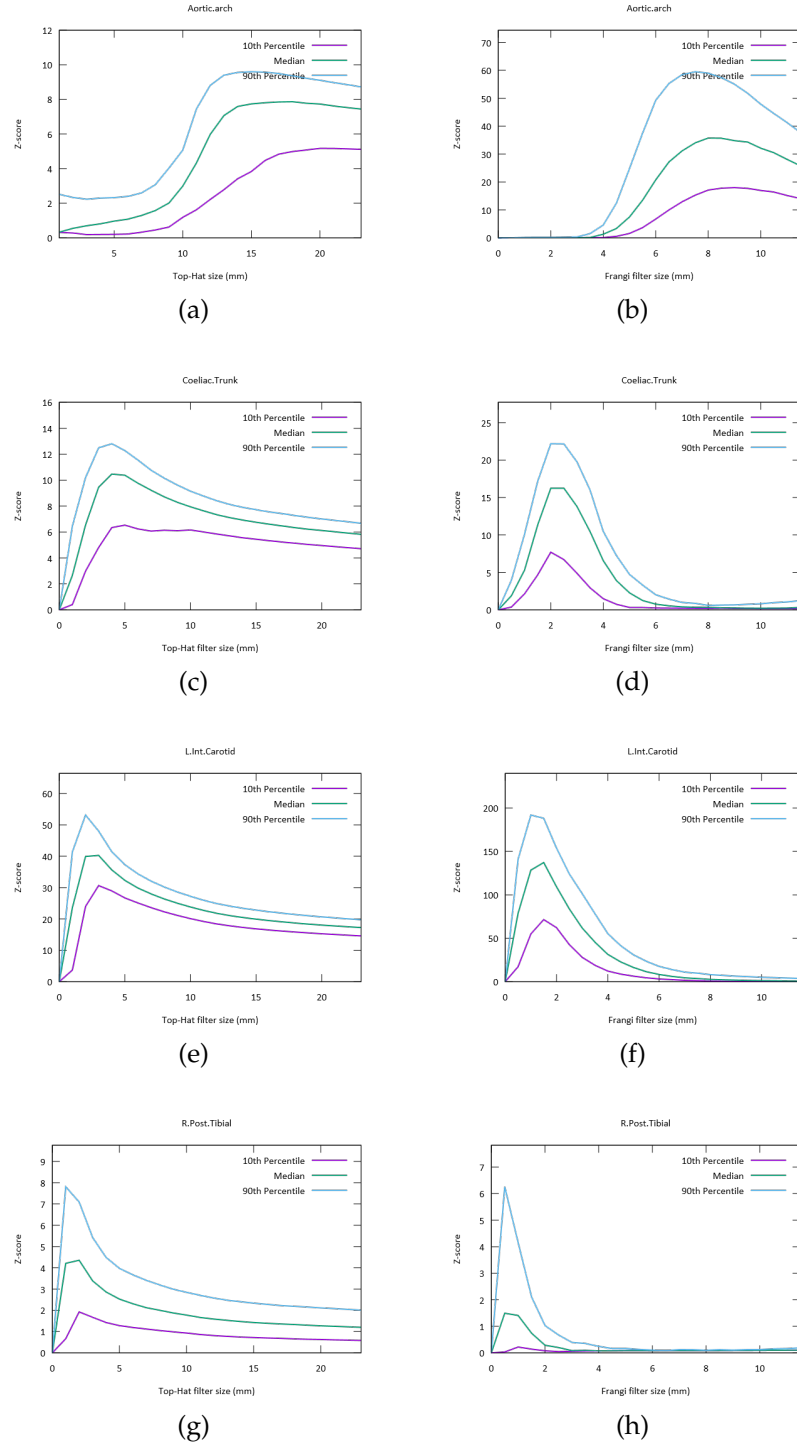 Aortic.arch
12
10
8
6
4
2
0
5
10
15
20
Z-score
Top-Hat size (mm)
10th Percentile
Median
90th Percentile
(a)
Aortic.arch
70
60
50
40
30
20
10
0
0
2
4
6
8
10
Z-score
Frangi filter size (mm)
10th Percentile
Median
90th Percentile
(b)
Coeliac.Trunk
16
14
12
10
8
6
4
2
0
0
5
10
15
20
Z-score
Top-Hat filter size (mm)
10th Percentile
Median
90th Percentile
(c)
Coeliac.Trunk
25
20
15
10
5
0
0
2
4
6
8
10
Z-score
Frangi filter size (mm)
10th Percentile
Median
90th Percentile
(d)
L.Int.Carotid
60
50
40
30
20
10
0
0
5
10
15
20
Z-score
Top-Hat filter size (mm)
10th Percentile
Median
90th Percentile
(e)
L.Int.Carotid
200
150
100
50
0
0
2
4
6
8
10
Z-score
Frangi filter size (mm)
10th Percentile
Median
90th Percentile
(f)
R.Post.Tibial
9
8
7
6
5
4
3
2
1
0
0
5
10
15
20
Z-score
Top-Hat filter size (mm)
10th Percentile
Median
90th Percentile
(g)
R.Post.Tibial
7
6
5
4
3
2
1
0
0
2
4
6
8
10
Z-score
Frangi filter size (mm)
10th Percentile
Median
90th Percentile
(h)